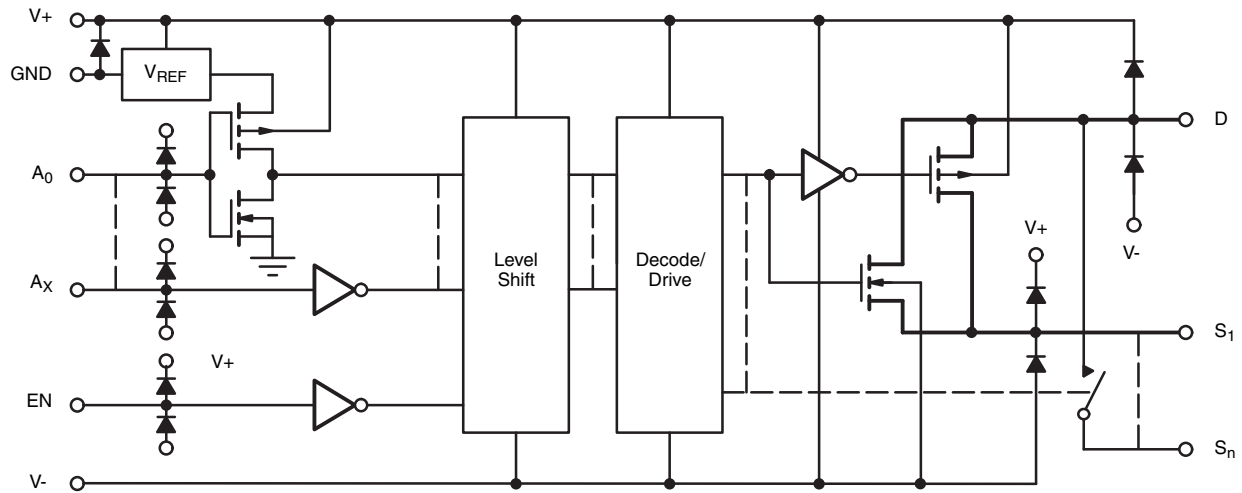 V+
GND
VREF
A0
AX
EN
V-
V+
Level
Shift
Decode/
Drive
D
V-
V+
S1
Sn